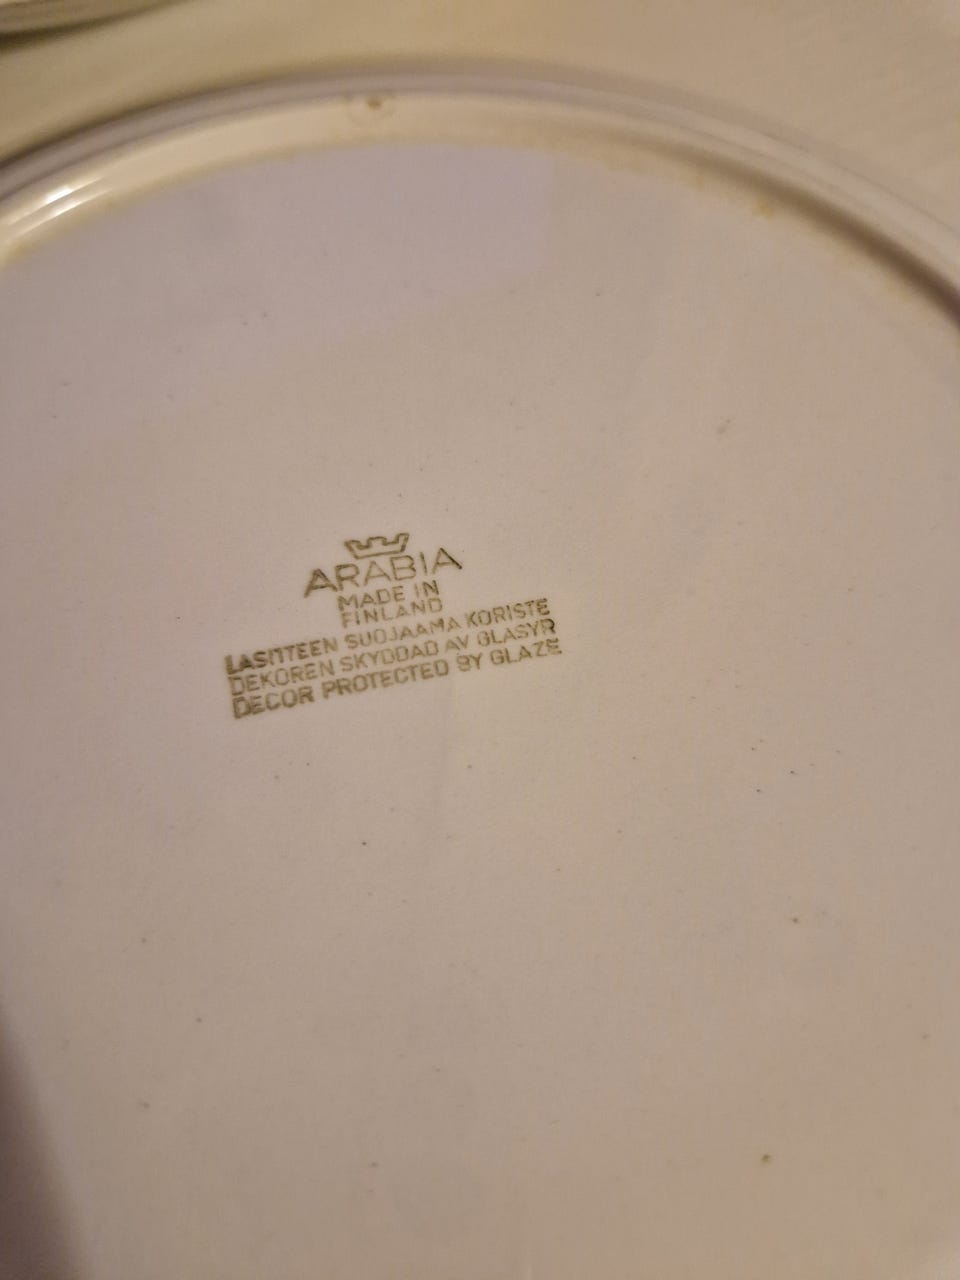 ARABIA
MADE IN
FINLAND
LASITTEEN SUOJAAMA KORISTE
DEKOREN SKYDDAD AV GLASYR
DECOR PROTECTED BY GLAZE